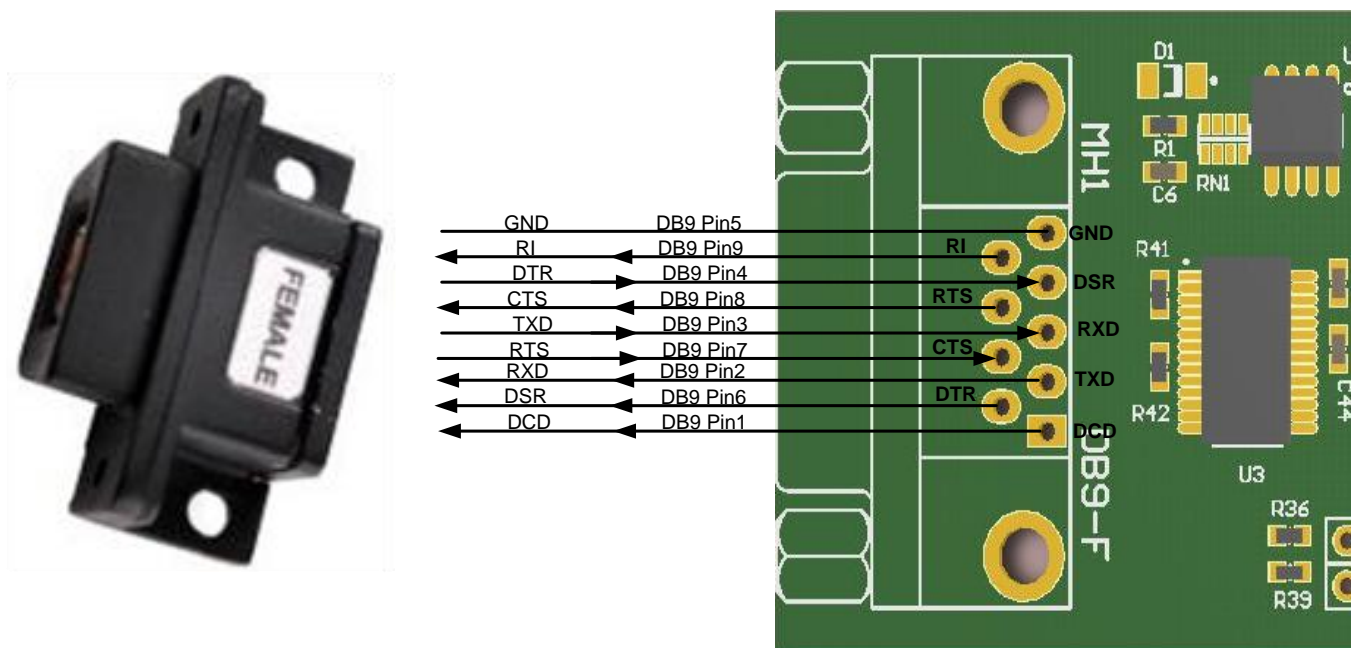 FEMALE
GND DB9 Pin5 GND
RI DB9 Pin9 RI
DTR DB9 Pin4 DSR
CTS DB9 Pin8 RTS
TXD DB9 Pin3 RXD
RTS DB9 Pin7 CTS
RXD DB9 Pin2 TXD
DSR DB9 Pin6 DTR
DCD DB9 Pin1 DCD
MH1
DB9-F
D1
R1
C6
RN1
R41
R42
U3
C44
R36
R39